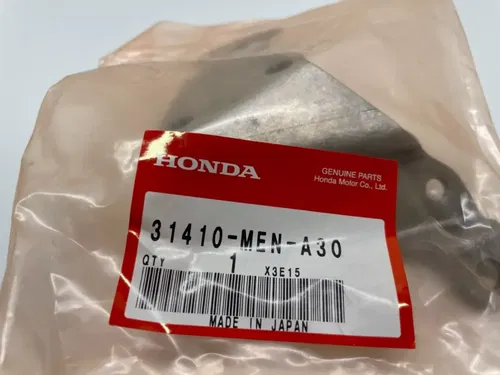 HONDA
GENUINE PARTS
Honda Motor Co., Ltd.
31410-MEN-A30
QTY 1 X3E15
MADE IN JAPAN